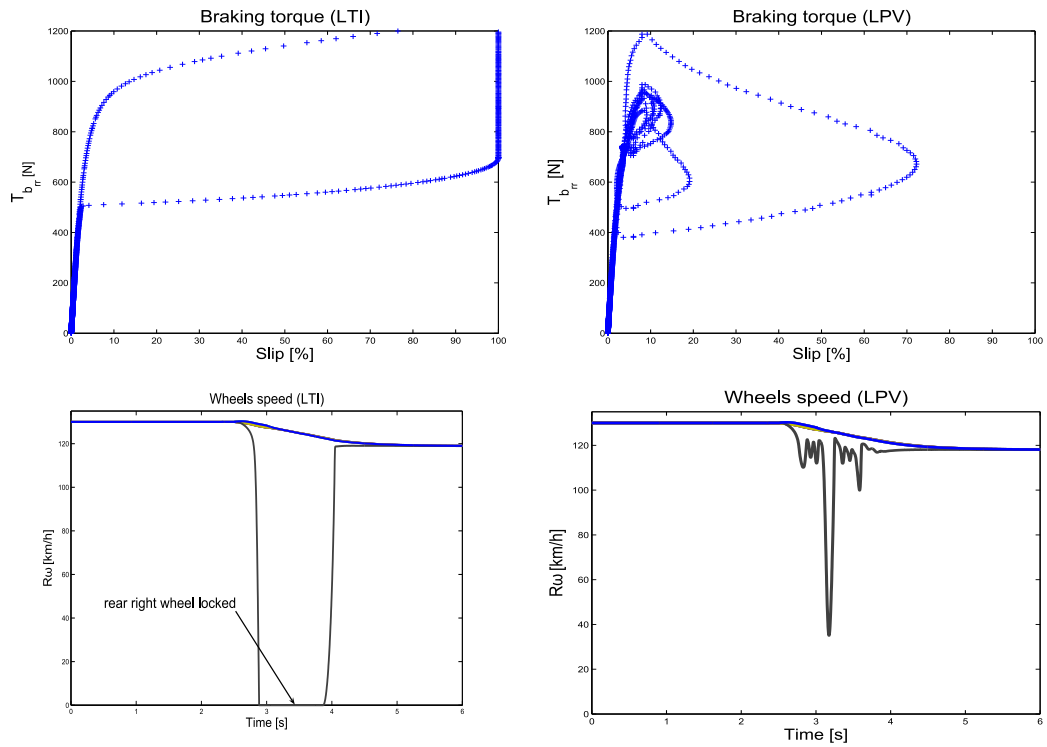 Braking torque (LTI)
1200
1000
800
600
400
200
0
T_b_rr [N]
0 10 20 30 40 50 60 70 80 90 100
Slip [%]
Braking torque (LPV)
1200
1000
800
600
400
200
0
T_b_rr [N]
0 10 20 30 40 50 60 70 80 90 100
Slip [%]
Wheels speed (LTI)
120
100
80
60
40
20
0
Rω [km/h]
rear right wheel locked
0 1 2 3 4 5 6
Time [s]
Wheels speed (LPV)
120
100
80
60
40
20
0
Rω [km/h]
0 1 2 3 4 5 6
Time [s]